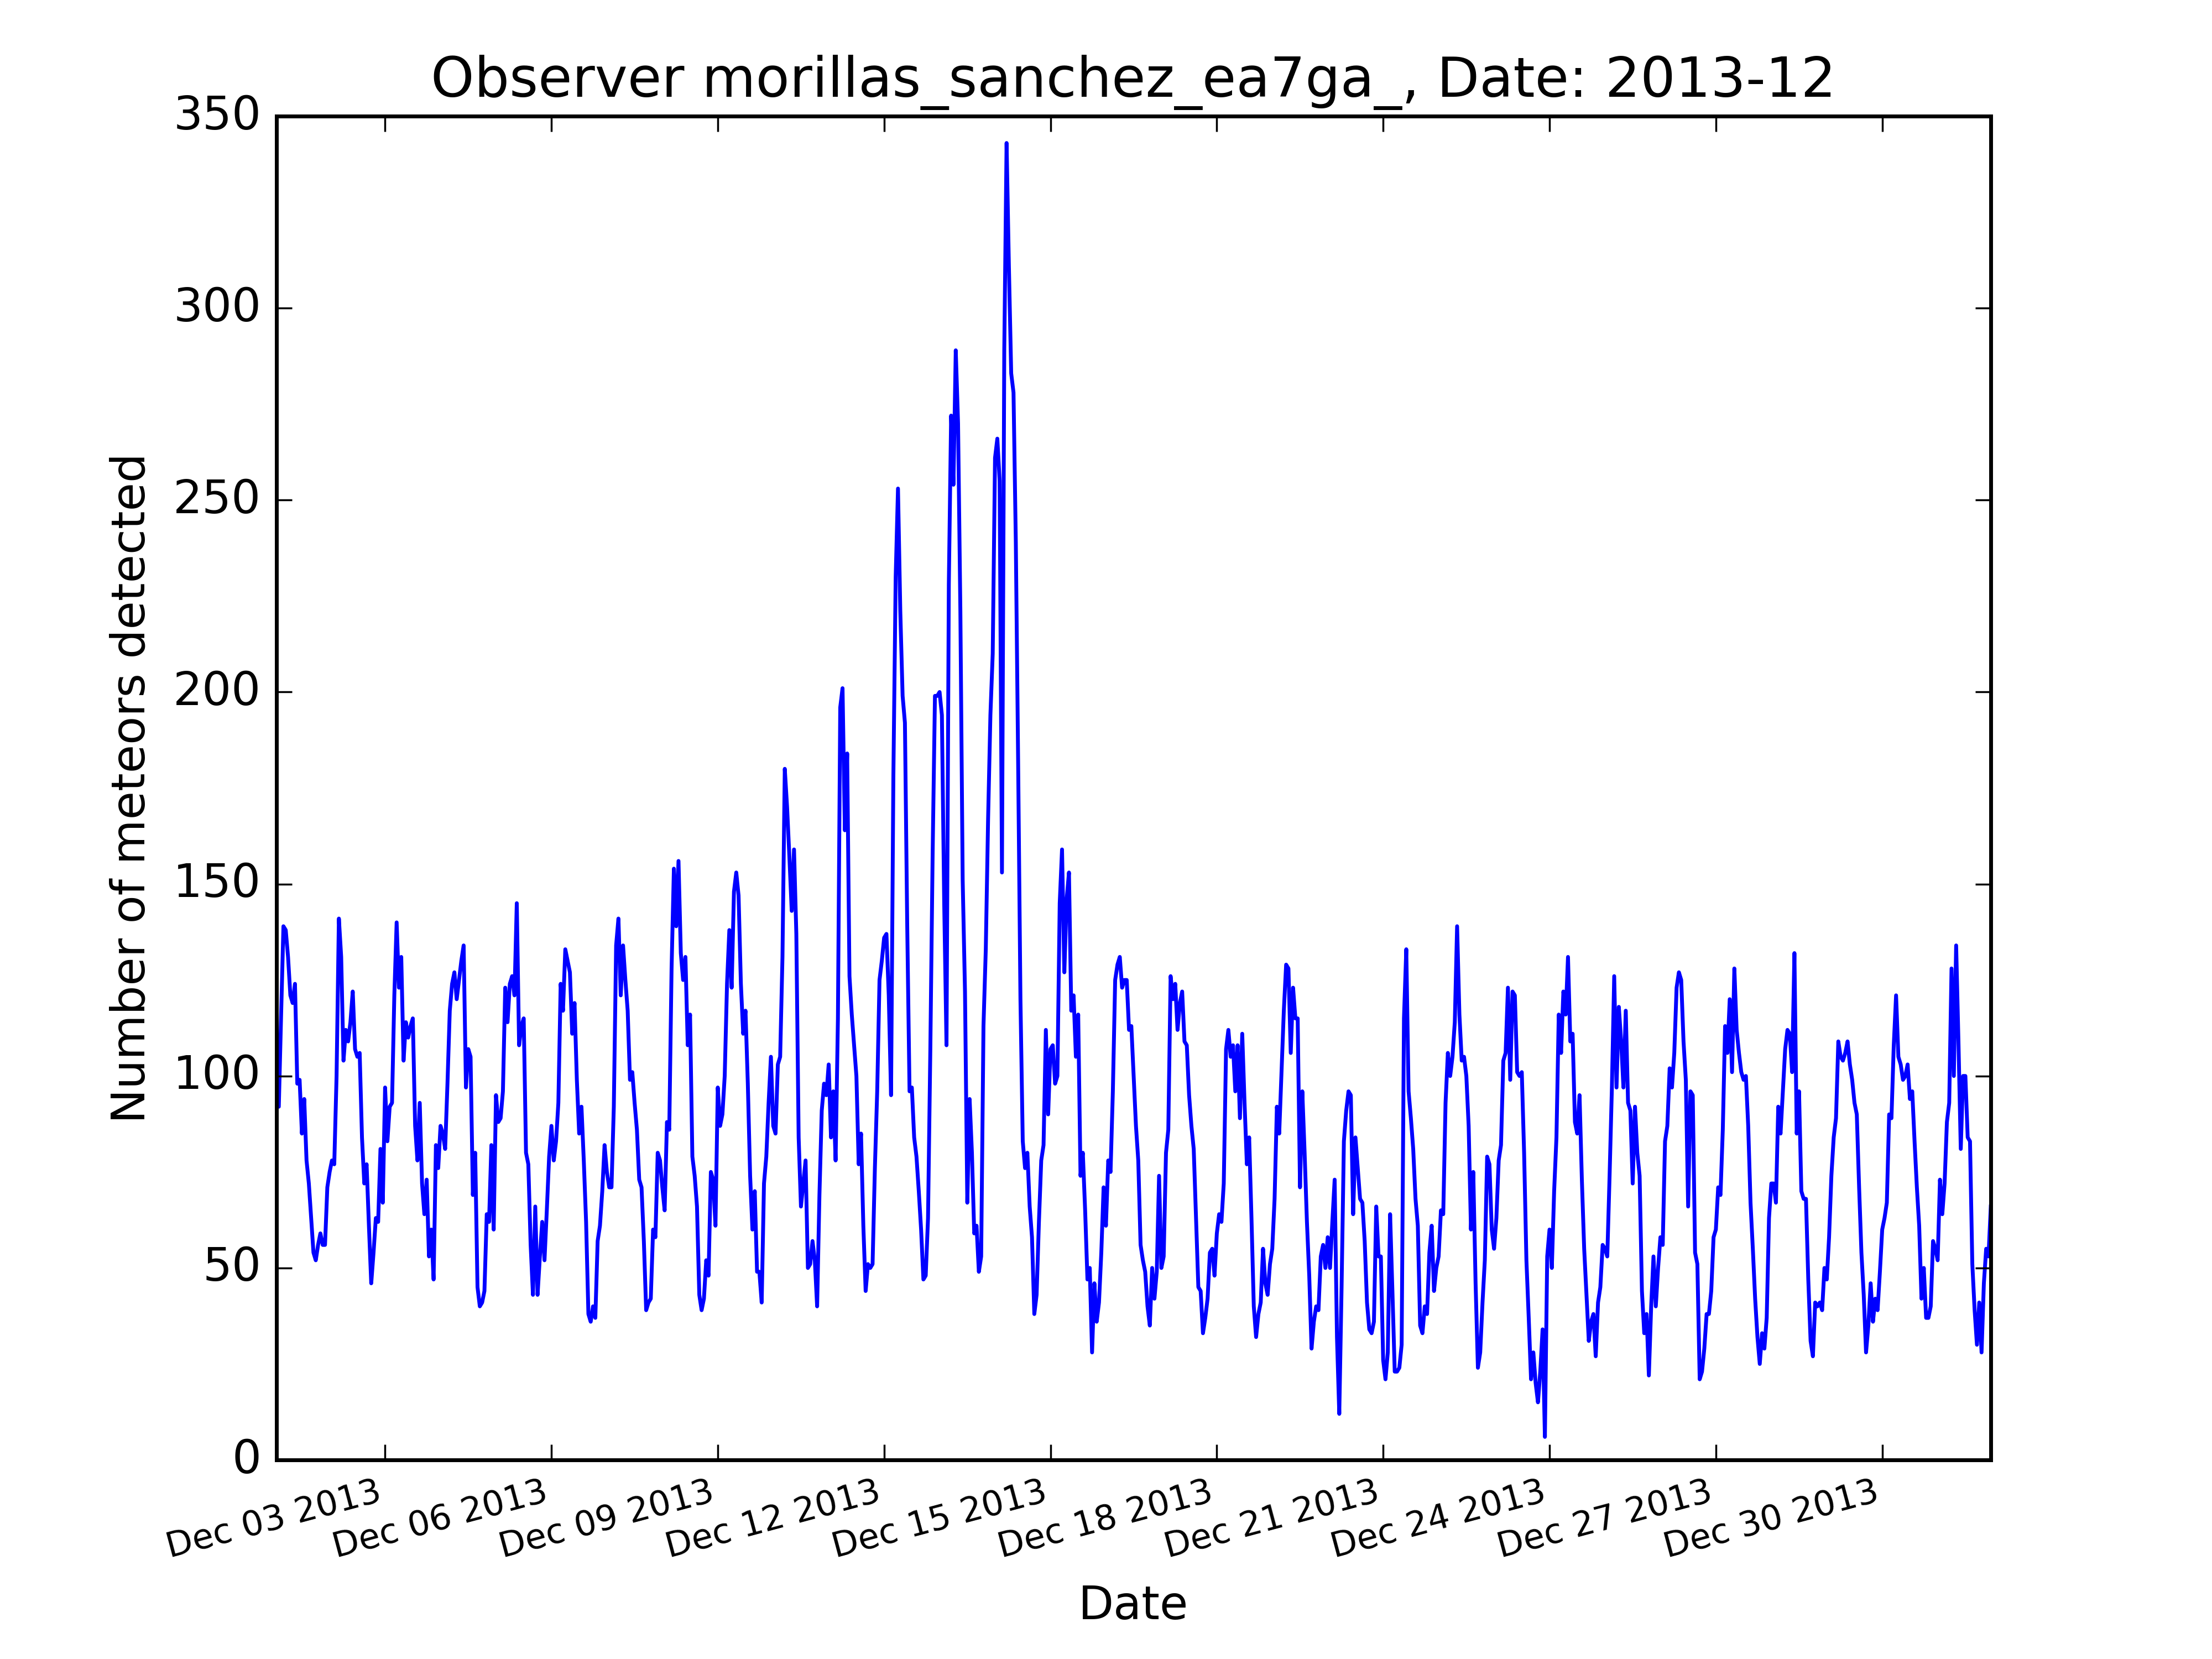 Observer morillas_sanchez_ea7ga_, Date: 2013-12
350
300
250
200
150
100
50
0
Number of meteors detected
Dec 03 2013
Dec 06 2013
Dec 09 2013
Dec 12 2013
Dec 15 2013
Dec 18 2013
Dec 21 2013
Dec 24 2013
Dec 27 2013
Dec 30 2013
Date